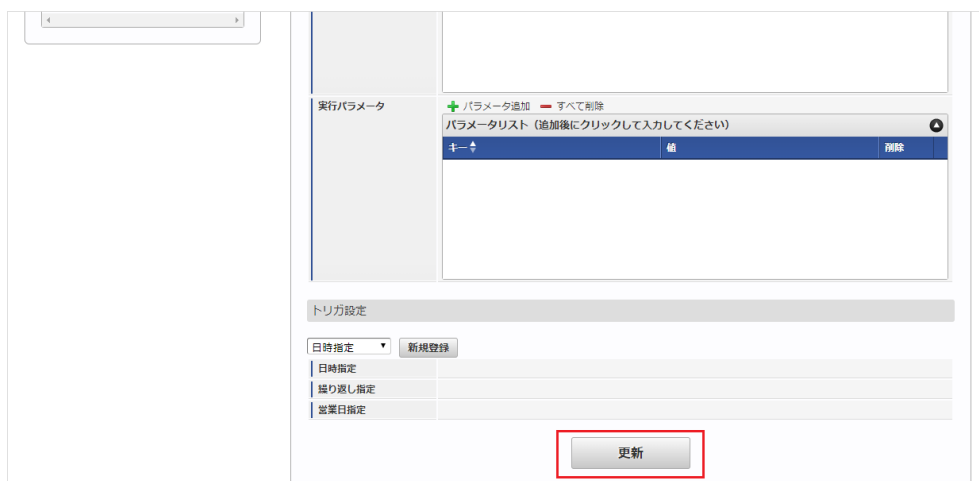 実行パラメータ
パラメータ追加 すべて削除
パラメータリスト（追加後にクリックして入力してください）
キー 値 削除
トリガ設定
日時指定 新規登録
日時指定
繰り返し指定
営業日指定
更新